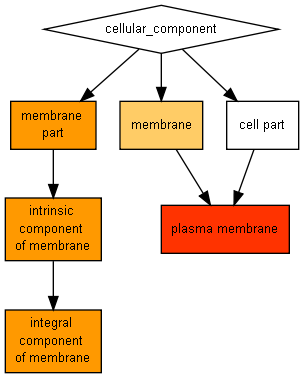 cellular_component
membrane
part
membrane
cell part
intrinsic
component
of membrane
plasma membrane
integral
component
of membrane